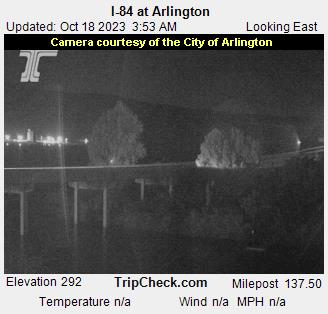 I-84 at Arlington
Updated: Oct 18 2023 3:53 AM Looking East
Camera courtesy of the City of Arlington
Elevation 292 TripCheck.com Milepost 137.50
Temperature n/a Wind n/a MPH n/a